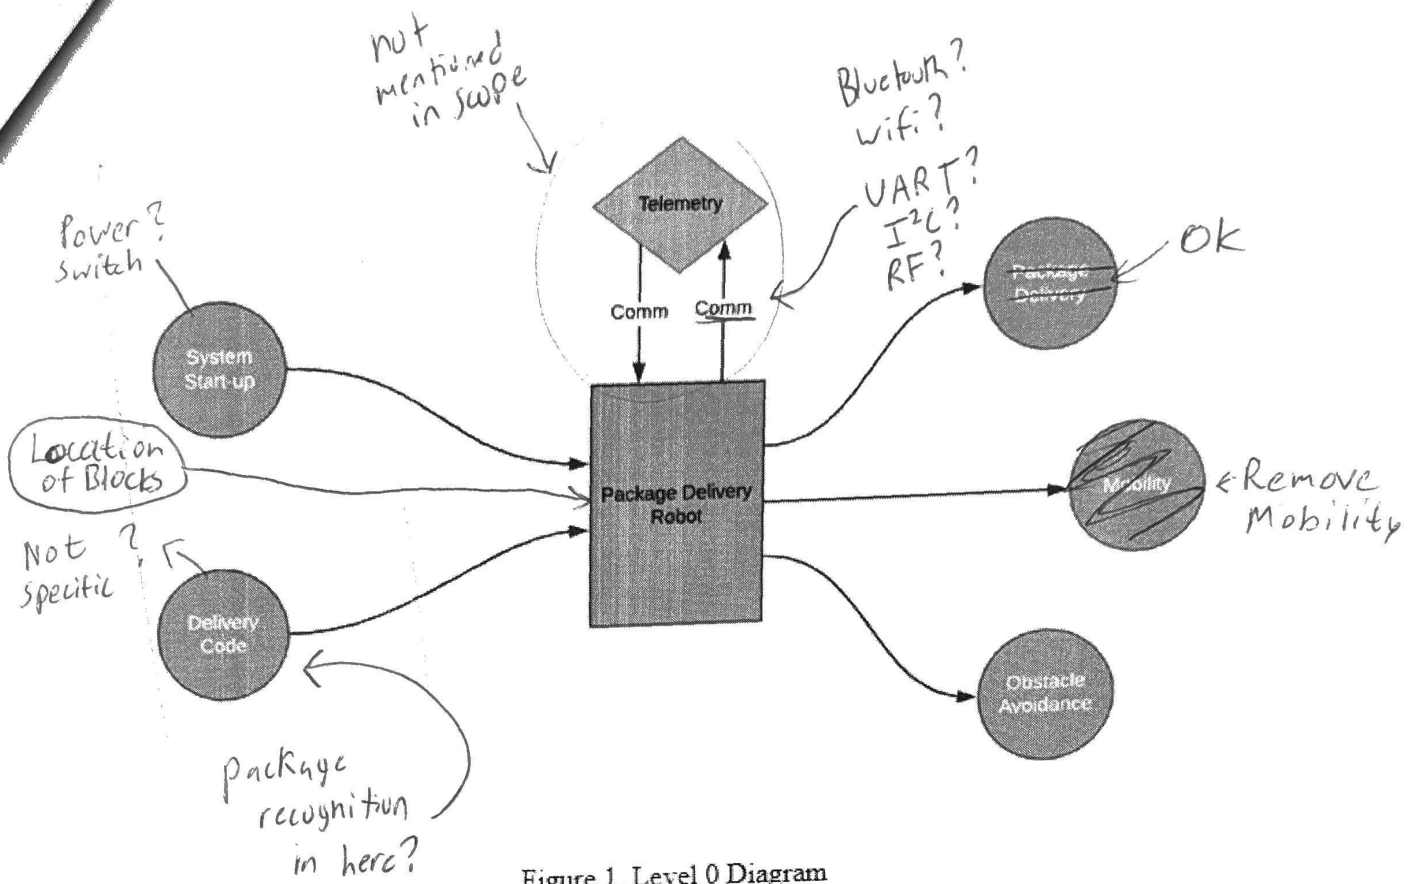 not
mentioned
in scope
Bluetooth?
wifi?
UART?
I²C?
RF?
Telemetry
Comm
Comm
Power?
switch
System
Start-up
Package
Delivery
OK
Location
of Blocks
Package Delivery
Robot
Mobility
Remove
Mobility
Not ?
specific
Delivery
Code
Obstacle
Avoidance
package
recognition
in here?
Figure 1. Level 0 Diagram